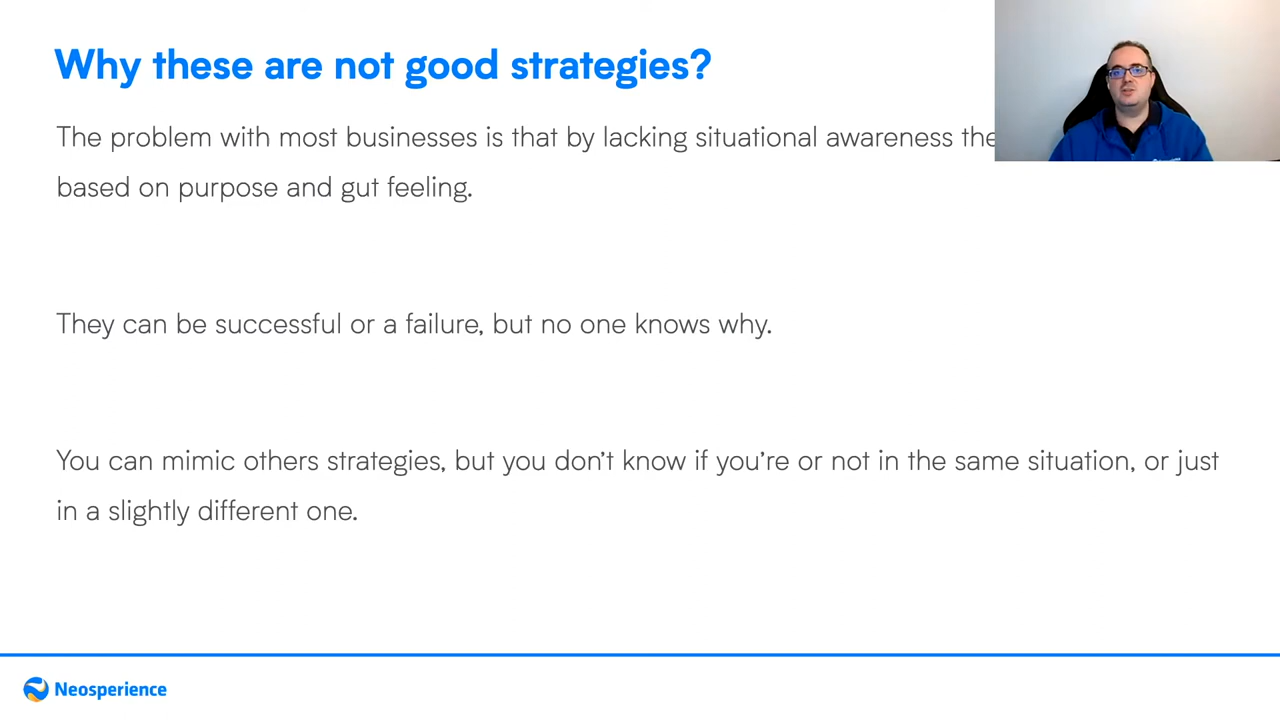 Why these are not good strategies?
The problem with most businesses is that by lacking situational awareness
based on purpose and gut feeling.
They can be successful or a failure, but no one knows why.
You can mimic others strategies, but you don't know if you're or not in the same situation, or just
in a slightly different one.
Neosperience